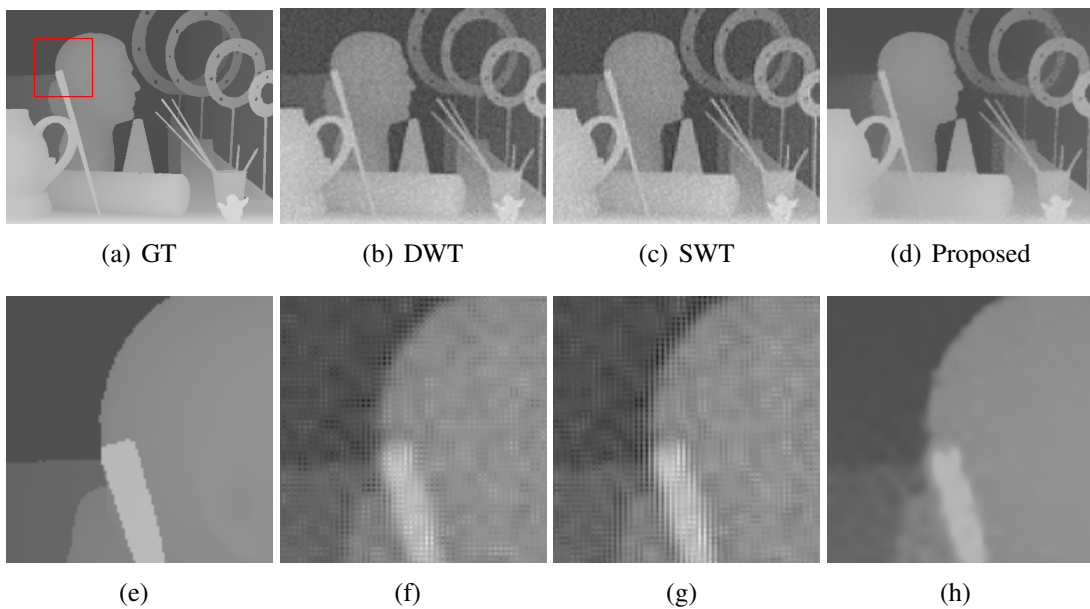 (a) GT
(b) DWT
(c) SWT
(d) Proposed
(e)
(f)
(g)
(h)